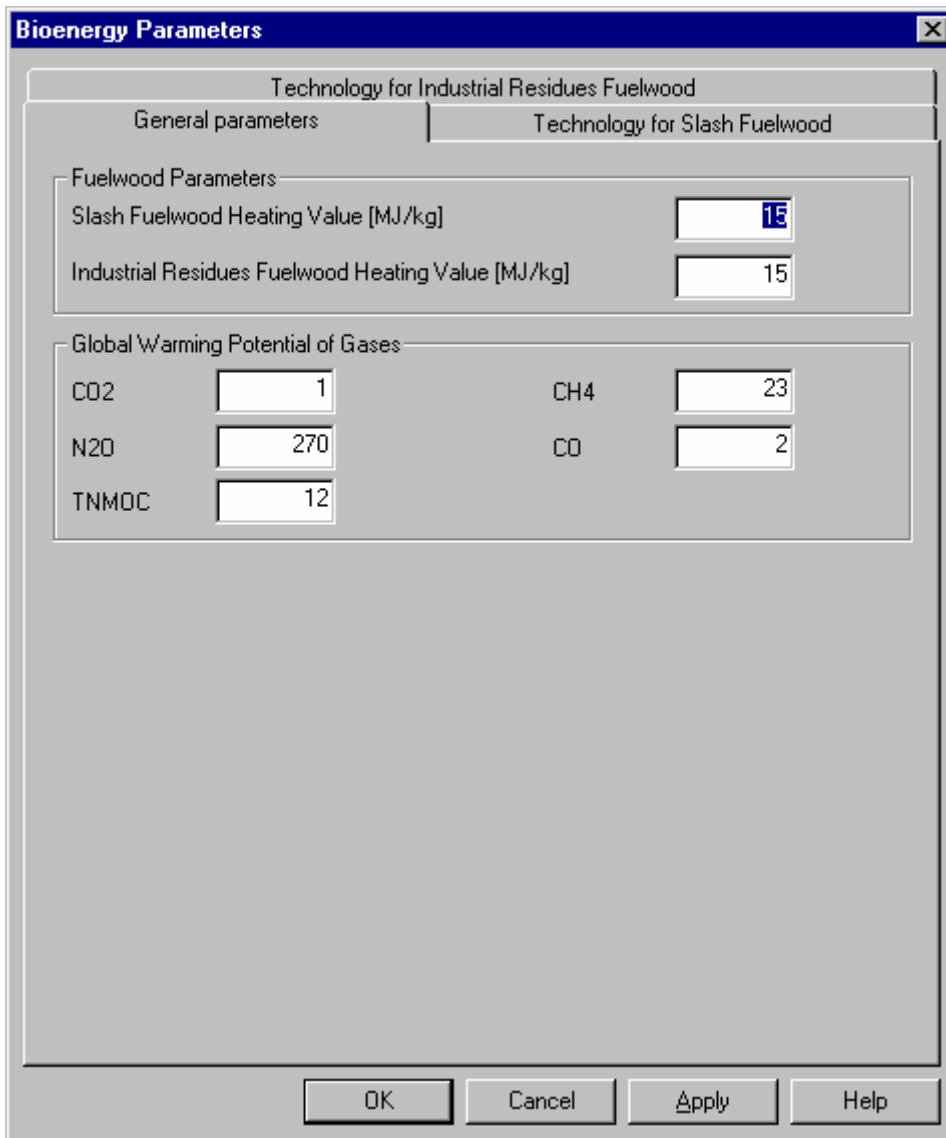 Bioenergy Parameters
Technology for Industrial Residues Fuelwood
General parameters
Technology for Slash Fuelwood
Fuelwood Parameters
Slash Fuelwood Heating Value [MJ/kg] 15
Industrial Residues Fuelwood Heating Value [MJ/kg] 15
Global Warming Potential of Gases
CO2 1 CH4 23
N2O 270 CO 2
TNMOC 12
OK Cancel Apply Help